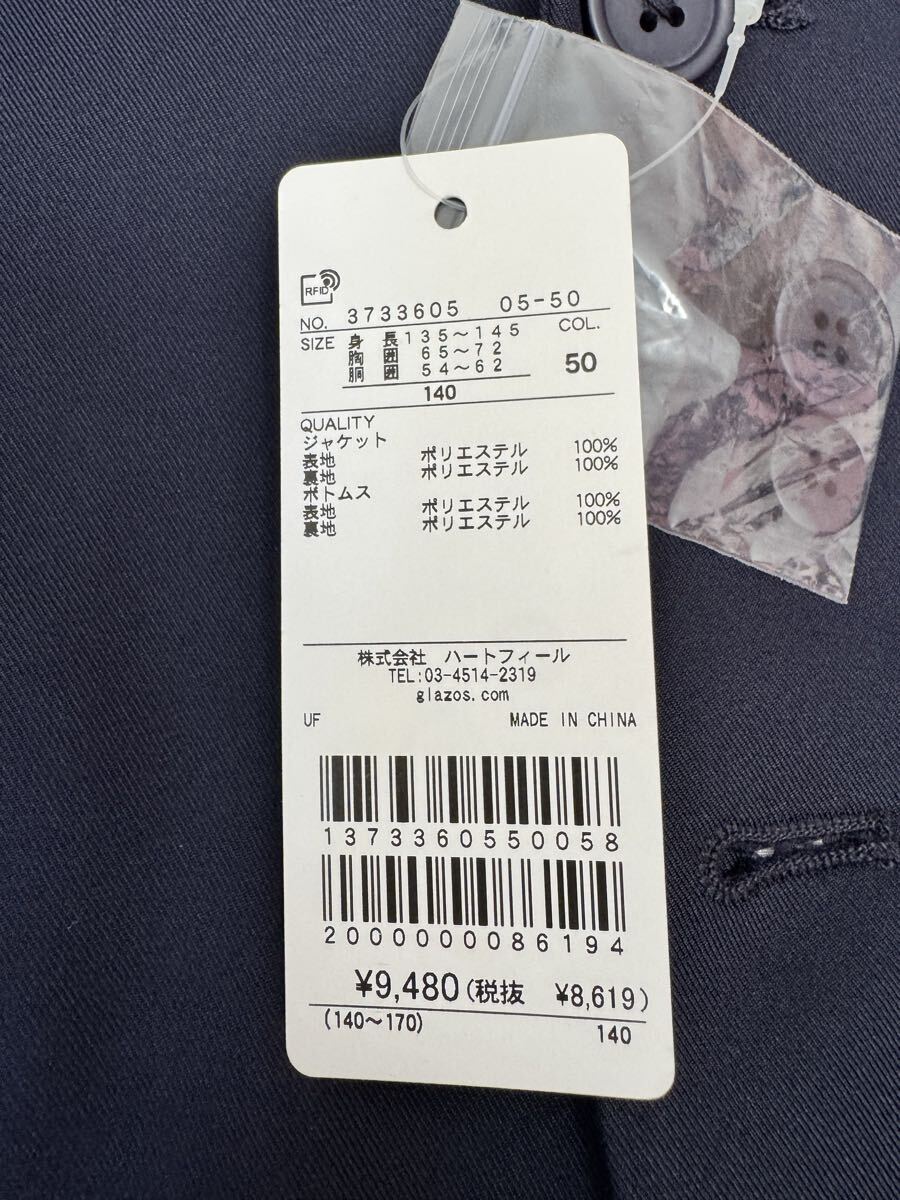 RFID
NO. 3733605 05-50
SIZE 身 長 135～145 COL.
胸 囲 65～72
胴 囲 54～62 50
140
QUALITY
ジャケット
表地 ポリエステル 100%
裏地 ポリエステル 100%
ボトムス
表地 ポリエステル 100%
裏地 ポリエステル 100%
株式会社 ハートフィール
TEL:03-4514-2319
glazos.com
UF MADE IN CHINA
1373360550058
2000000086194
¥9,480(税抜 ¥8,619)
(140～170) 140